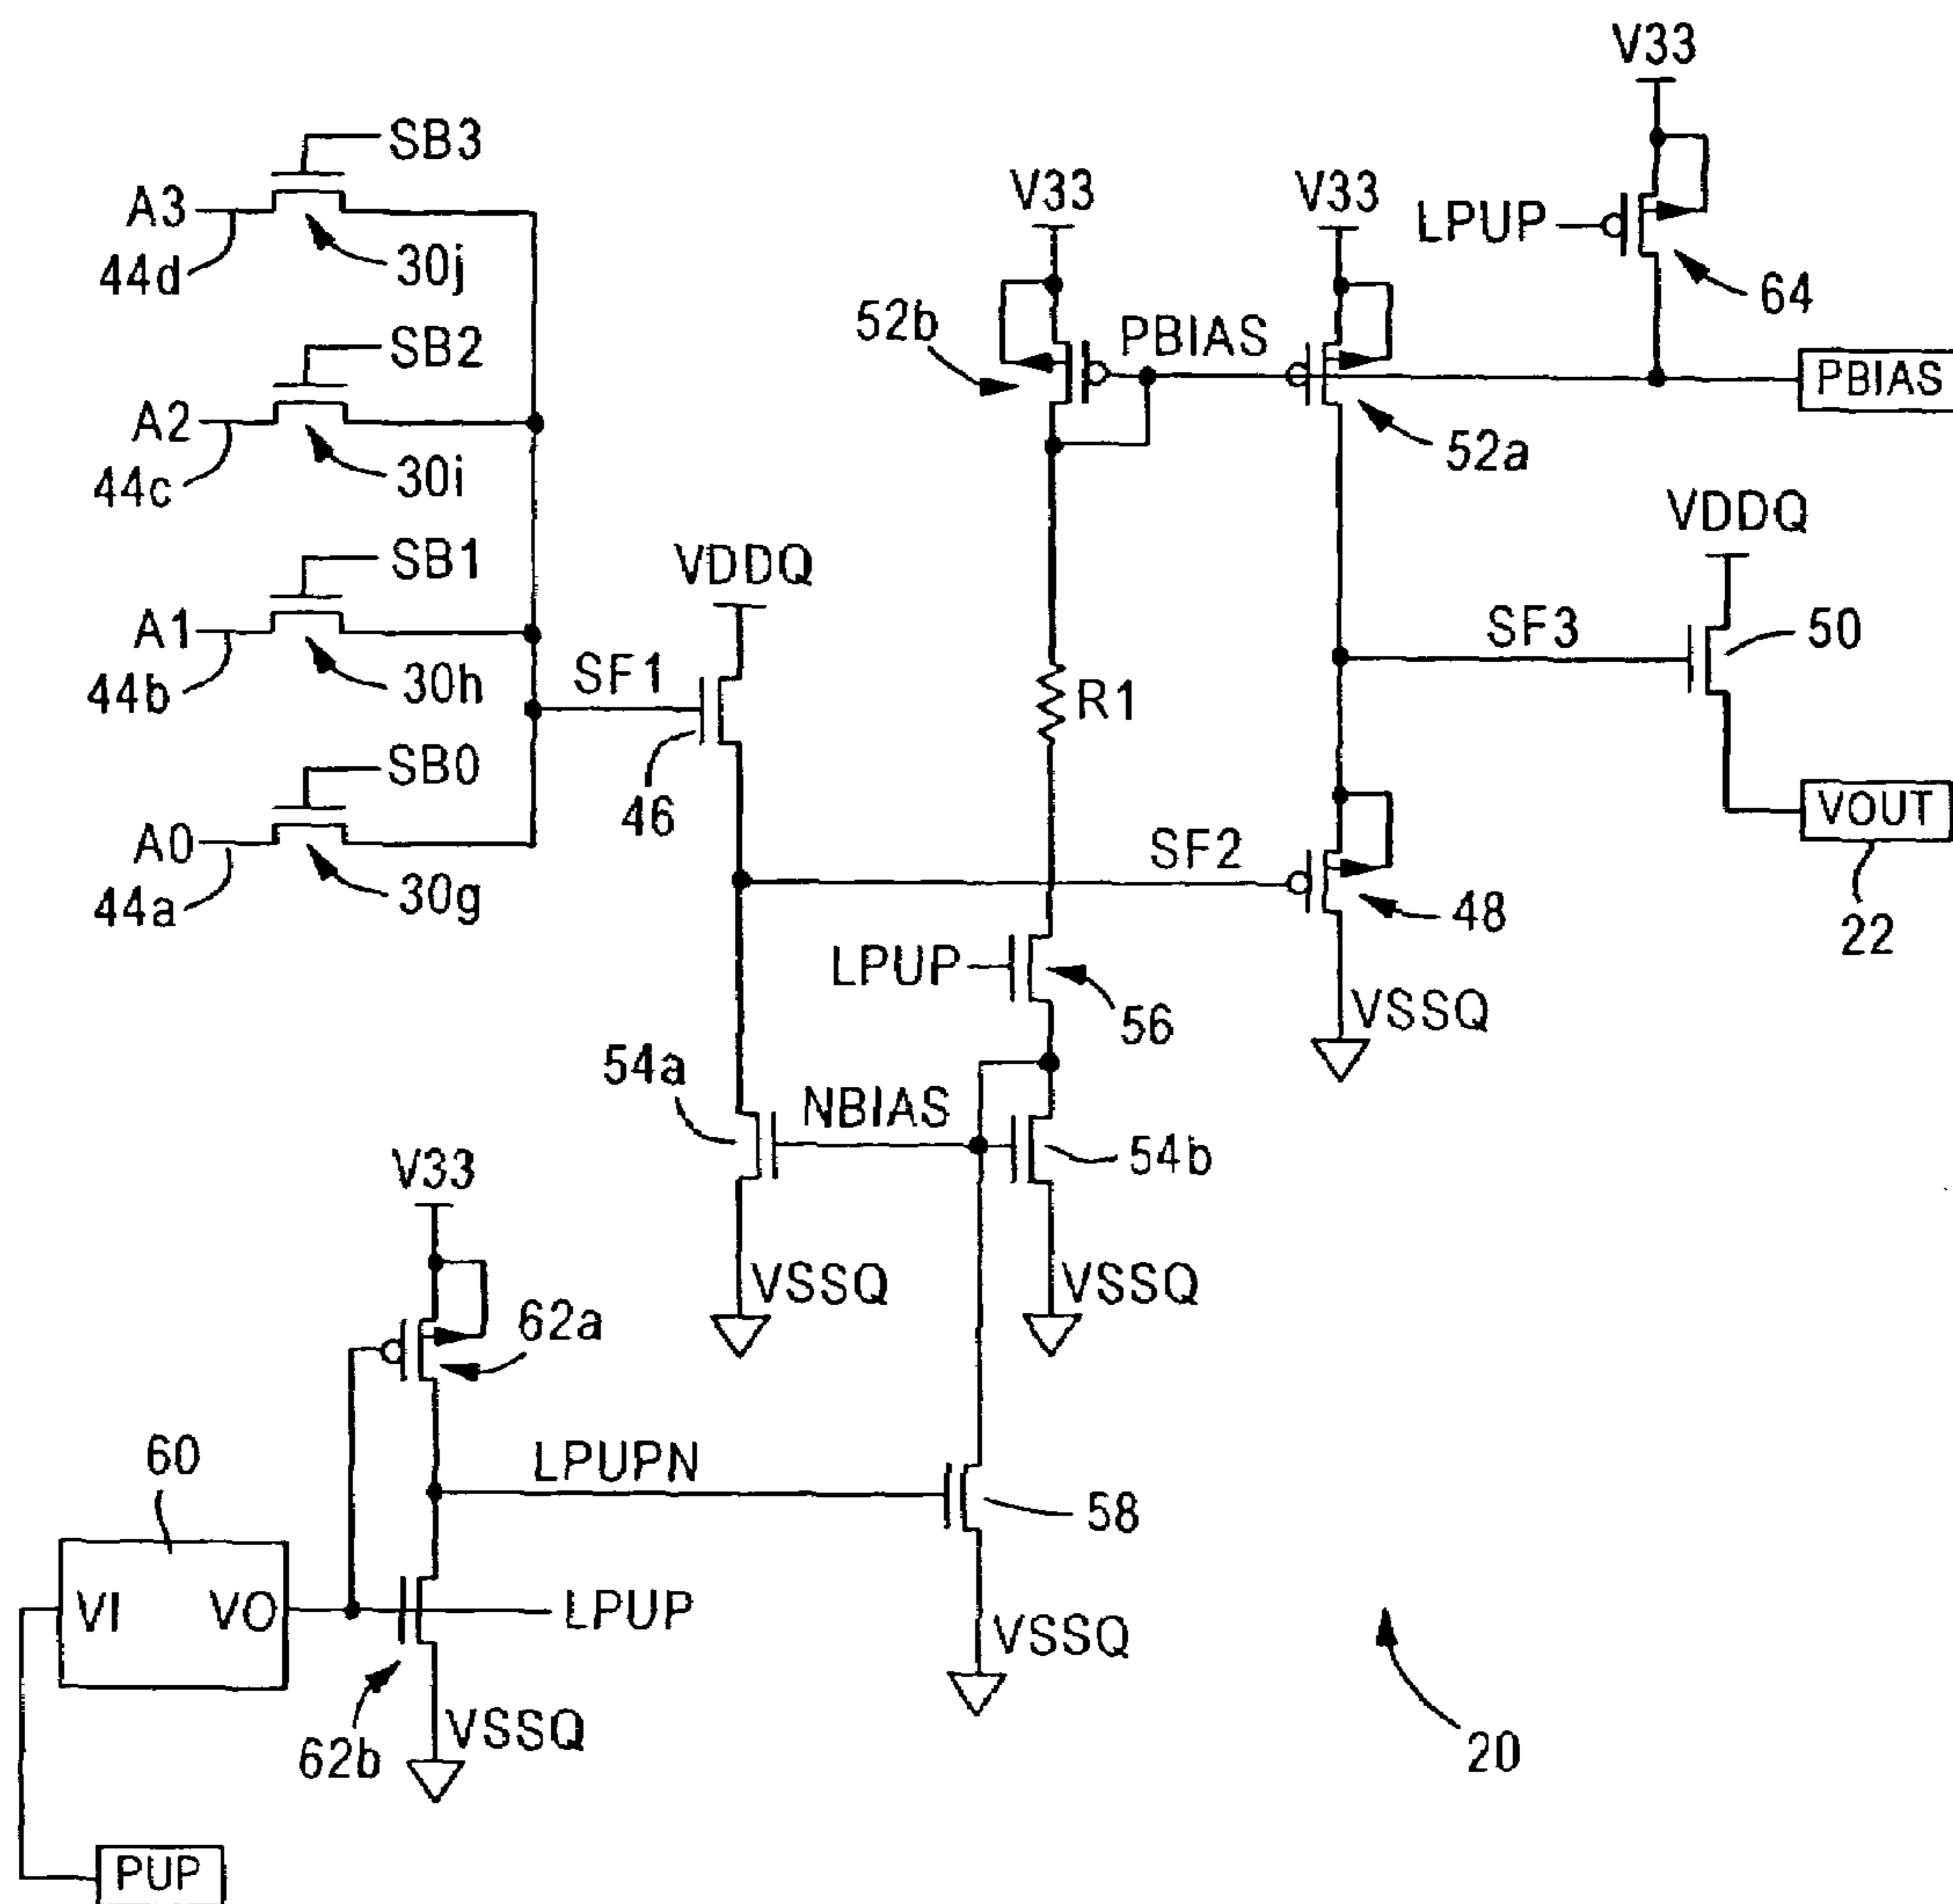 V33
SB3
A3
44d
30j
V33
V33
LPUP
64
52b
PBIAS
PBIAS
52a
SB2
A2
44c
30i
VDDQ
SB1
A1
44b
30h
VDDQ
SF1
46
R1
SF3
50
VOUT
22
SB0
A0
44a
30g
SF2
48
LPUP
56
VSSQ
54a
NBIAS
54b
V33
VSSQ
VSSQ
62a
60
LPUPN
58
VI
VO
LPUP
VSSQ
62b
VSSQ
20
PUP